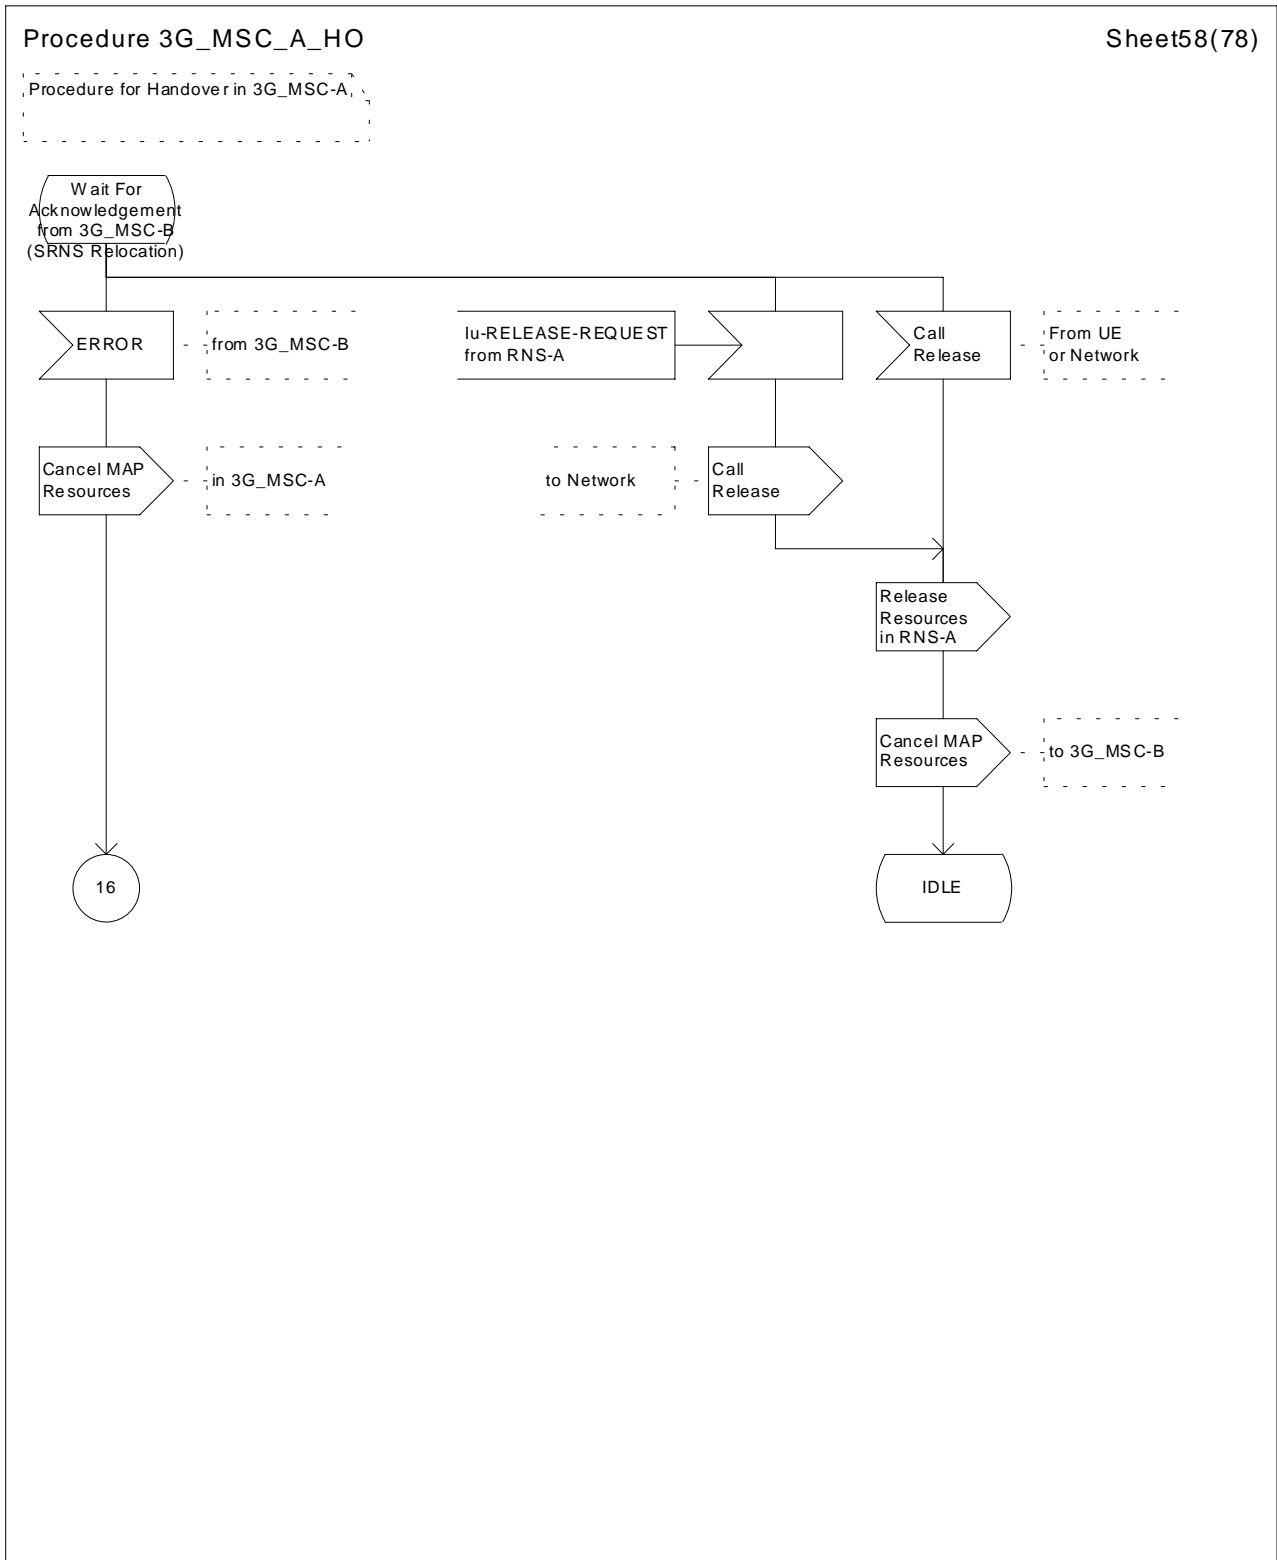 Procedure 3G_MSC_A_HO
Sheet58(78)
Procedure for Handover in 3G_MSC-A
Wait For
Acknowledgement
from 3G_MSC-B
(SRNS Relocation)
ERROR
from 3G_MSC-B
Iu-RELEASE-REQUEST
from RNS-A
Call
Release
From UE
or Network
Cancel MAP
Resources
in 3G_MSC-A
to Network
Call
Release
Release
Resources
in RNS-A
Cancel MAP
Resources
to 3G_MSC-B
16
IDLE